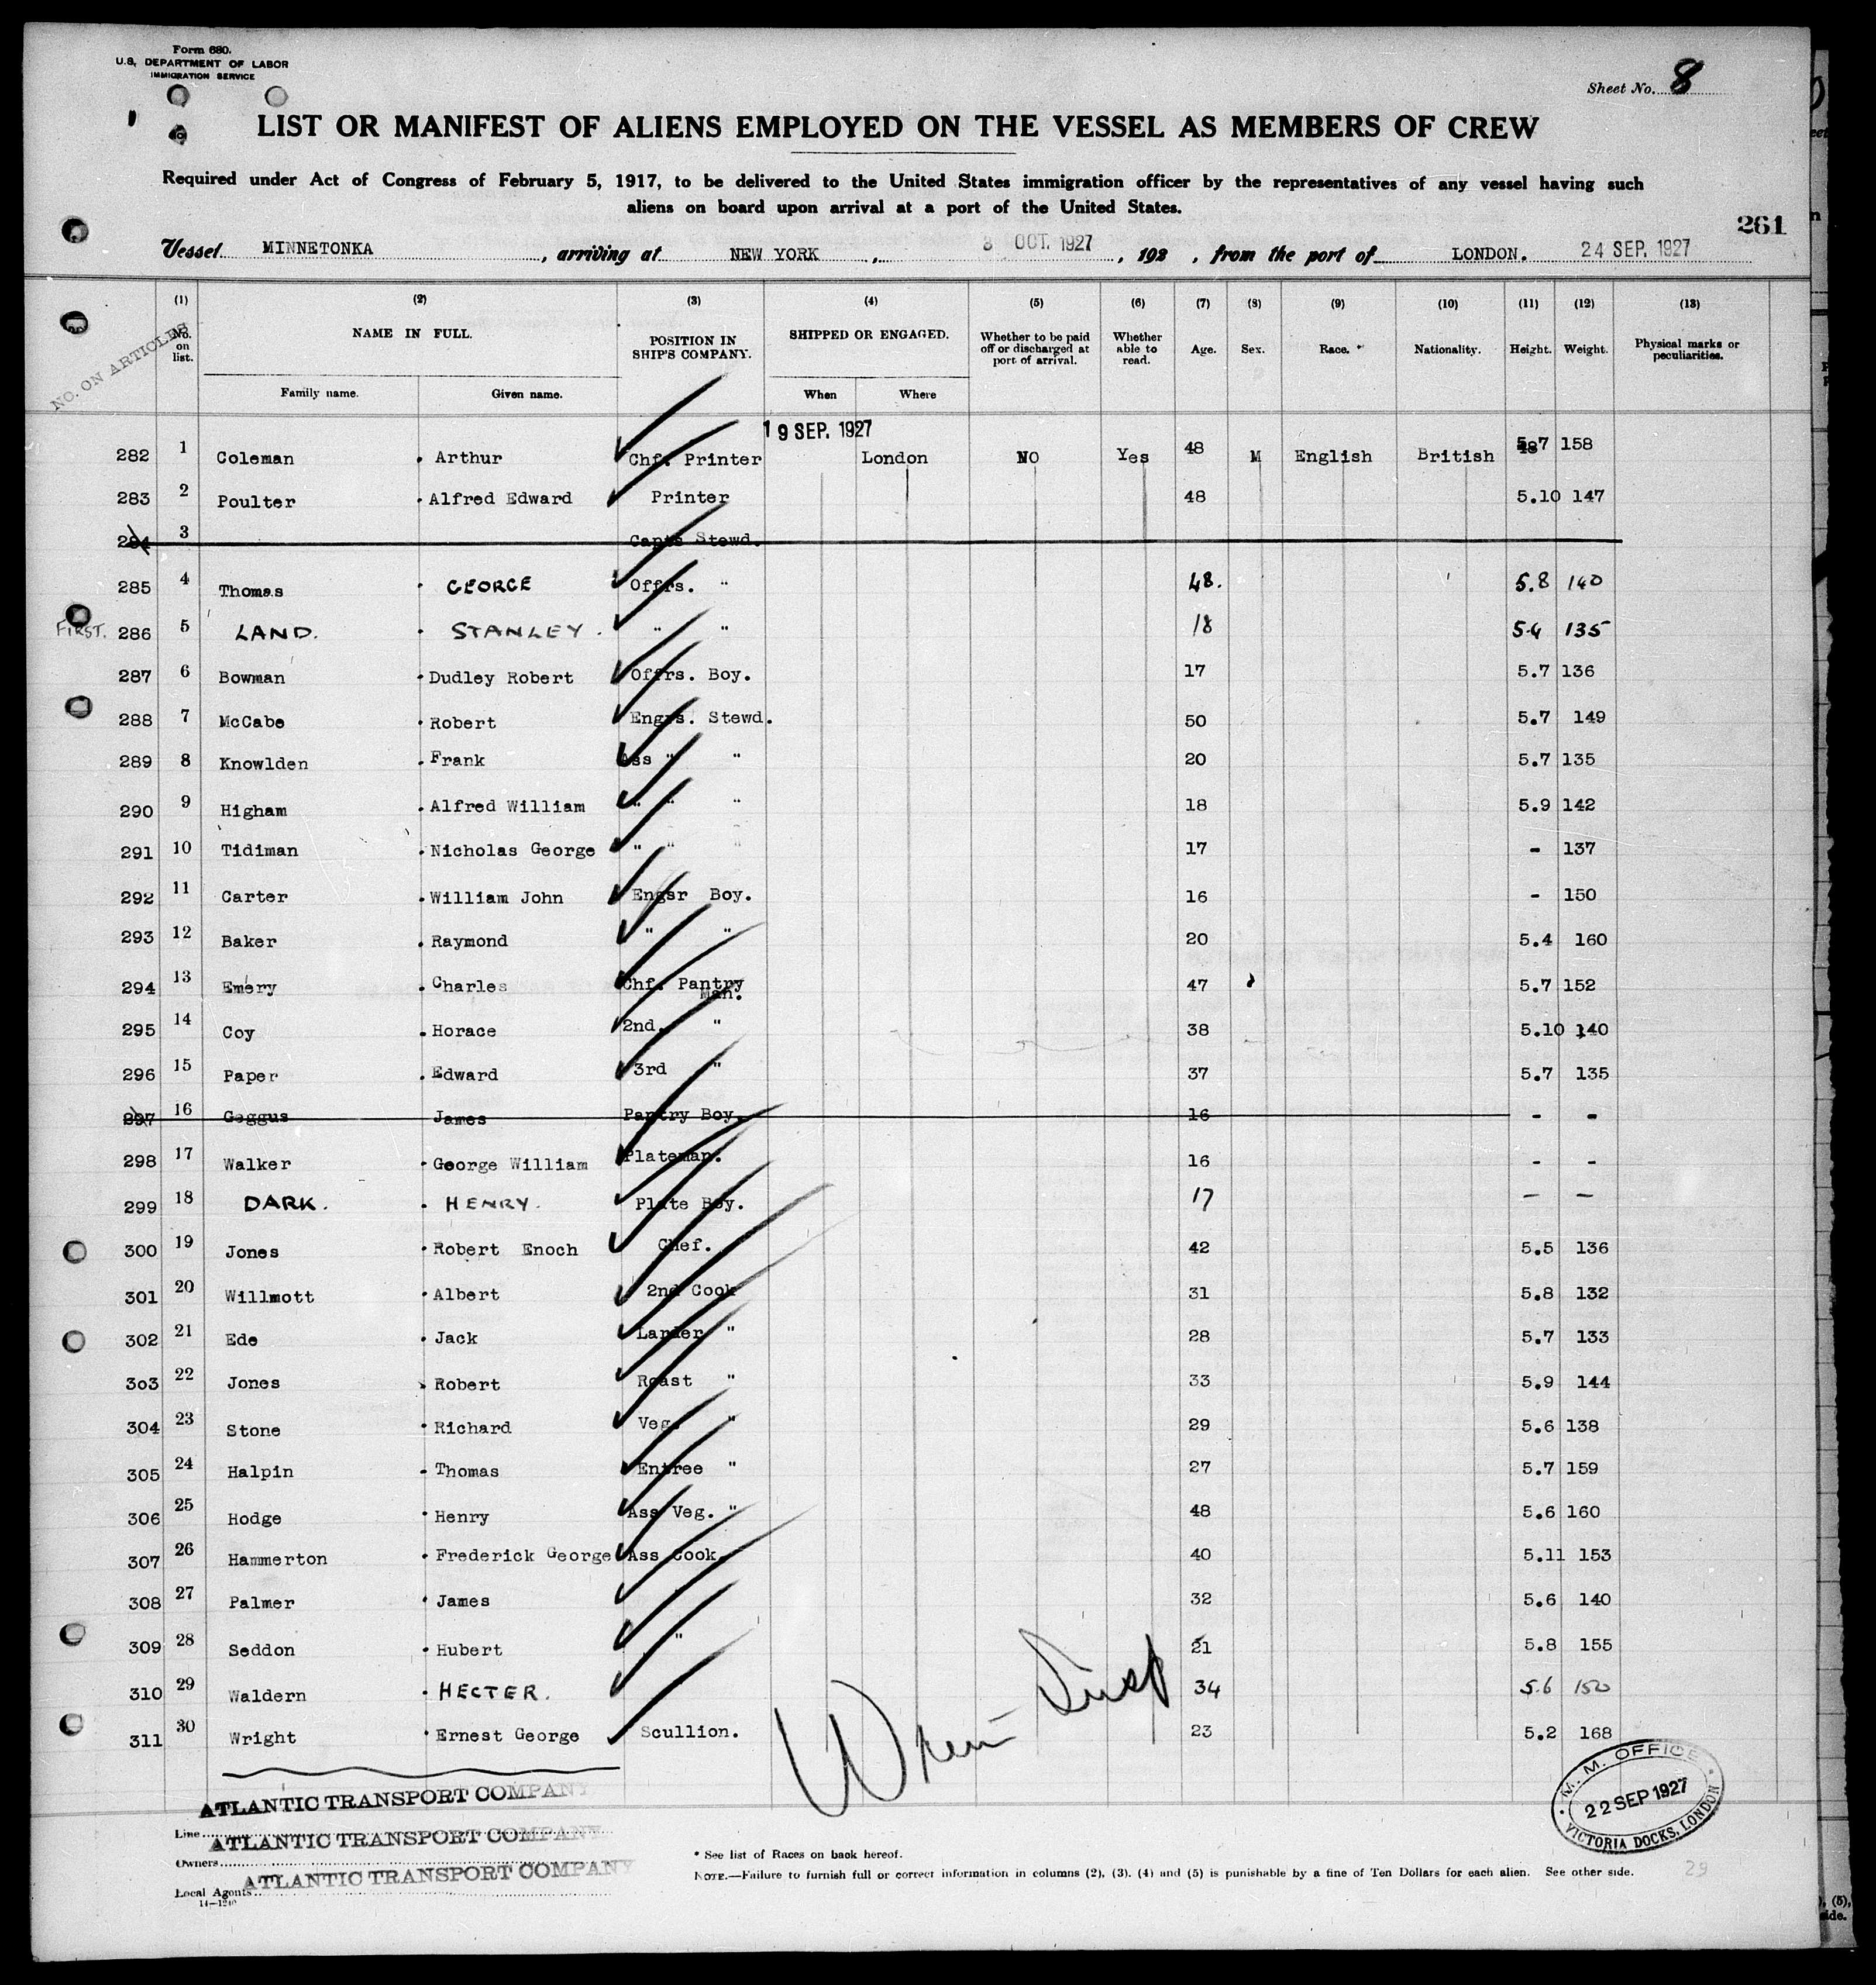 Form 680.
U.S. DEPARTMENT OF LABOR
IMMIGRATION SERVICE
Sheet No. 8
LIST OR MANIFEST OF ALIENS EMPLOYED ON THE VESSEL AS MEMBERS OF CREW
Required under Act of Congress of February 5, 1917, to be delivered to the United States immigration officer by the representatives of any vessel having such
aliens on board upon arrival at a port of the United States.
261
Vessel MINNETONKA, arriving at NEW YORK, 3 OCT. 1927, 192 , from the port of LONDON. 24 SEP. 1927
NO. ON ARTICLES
(1) (2) (3) (4) (5) (6) (7) (8) (9) (10) (11) (12) (13)
No. on list. NAME IN FULL. POSITION IN SHIP'S COMPANY. SHIPPED OR ENGAGED. Whether to be paid off or discharged at port of arrival. Whether able to read. Age. Sex. Race.* Nationality. Height. Weight. Physical marks or peculiarities.
Family name. Given name. When Where
19 SEP. 1927
282 1 Coleman Arthur Chf. Printer London NO Yes 48 M English British 5.7 158
283 2 Poulter Alfred Edward Printer 48 5.10 147
284 3 Capts Stewd.
285 4 Thomas GEORGE Offrs. " 48. 5.8 140
FIRST. 286 5 LAND. STANLEY. " " 18 5.4 135
287 6 Bowman Dudley Robert Offrs. Boy. 17 5.7 136
288 7 McCabe Robert Engrs. Stewd. 50 5.7 149
289 8 Knowlden Frank Ass " " 20 5.7 135
290 9 Higham Alfred William " " " 18 5.9 142
291 10 Tidiman Nicholas George " " " 17 - 137
292 11 Carter William John Engsr Boy. 16 - 150
293 12 Baker Raymond " " 20 5.4 160
294 13 Emery Charles Chf. Pantry Man. 47 5.7 152
295 14 Coy Horace 2nd. " 38 5.10 140
296 15 Paper Edward 3rd " 37 5.7 135
297 16 Geggus James Pantry Boy. 16 - -
298 17 Walker George William Plateman. 16 - -
299 18 DARK. HENRY. Plate Boy. 17 - -
300 19 Jones Robert Enoch Chef. 42 5.5 136
301 20 Willmott Albert 2nd Cook 31 5.8 132
302 21 Ede Jack Larder " 28 5.7 133
303 22 Jones Robert Roast " 33 5.9 144
304 23 Stone Richard Veg. " 29 5.6 138
305 24 Halpin Thomas Entree " 27 5.7 159
306 25 Hodge Henry Ass Veg. " 48 5.6 160
307 26 Hammerton Frederick George Ass Cook. 40 5.11 153
308 27 Palmer James " 32 5.6 140
309 28 Seddon Hubert " 21 5.8 155
310 29 Waldern HECTER. " 34 5.6 150
311 30 Wright Ernest George Scullion. 23 5.2 168
ATLANTIC TRANSPORT COMPANY
Line ATLANTIC TRANSPORT COMPANY
Owners ATLANTIC TRANSPORT COMPANY
Local Agents
14—1240
* See list of Races on back hereof.
NOTE.—Failure to furnish full or correct information in columns (2), (3), (4) and (5) is punishable by a fine of Ten Dollars for each alien. See other side.
M. M. OFFICE
22 SEP 1927
VICTORIA DOCKS, LONDON
29